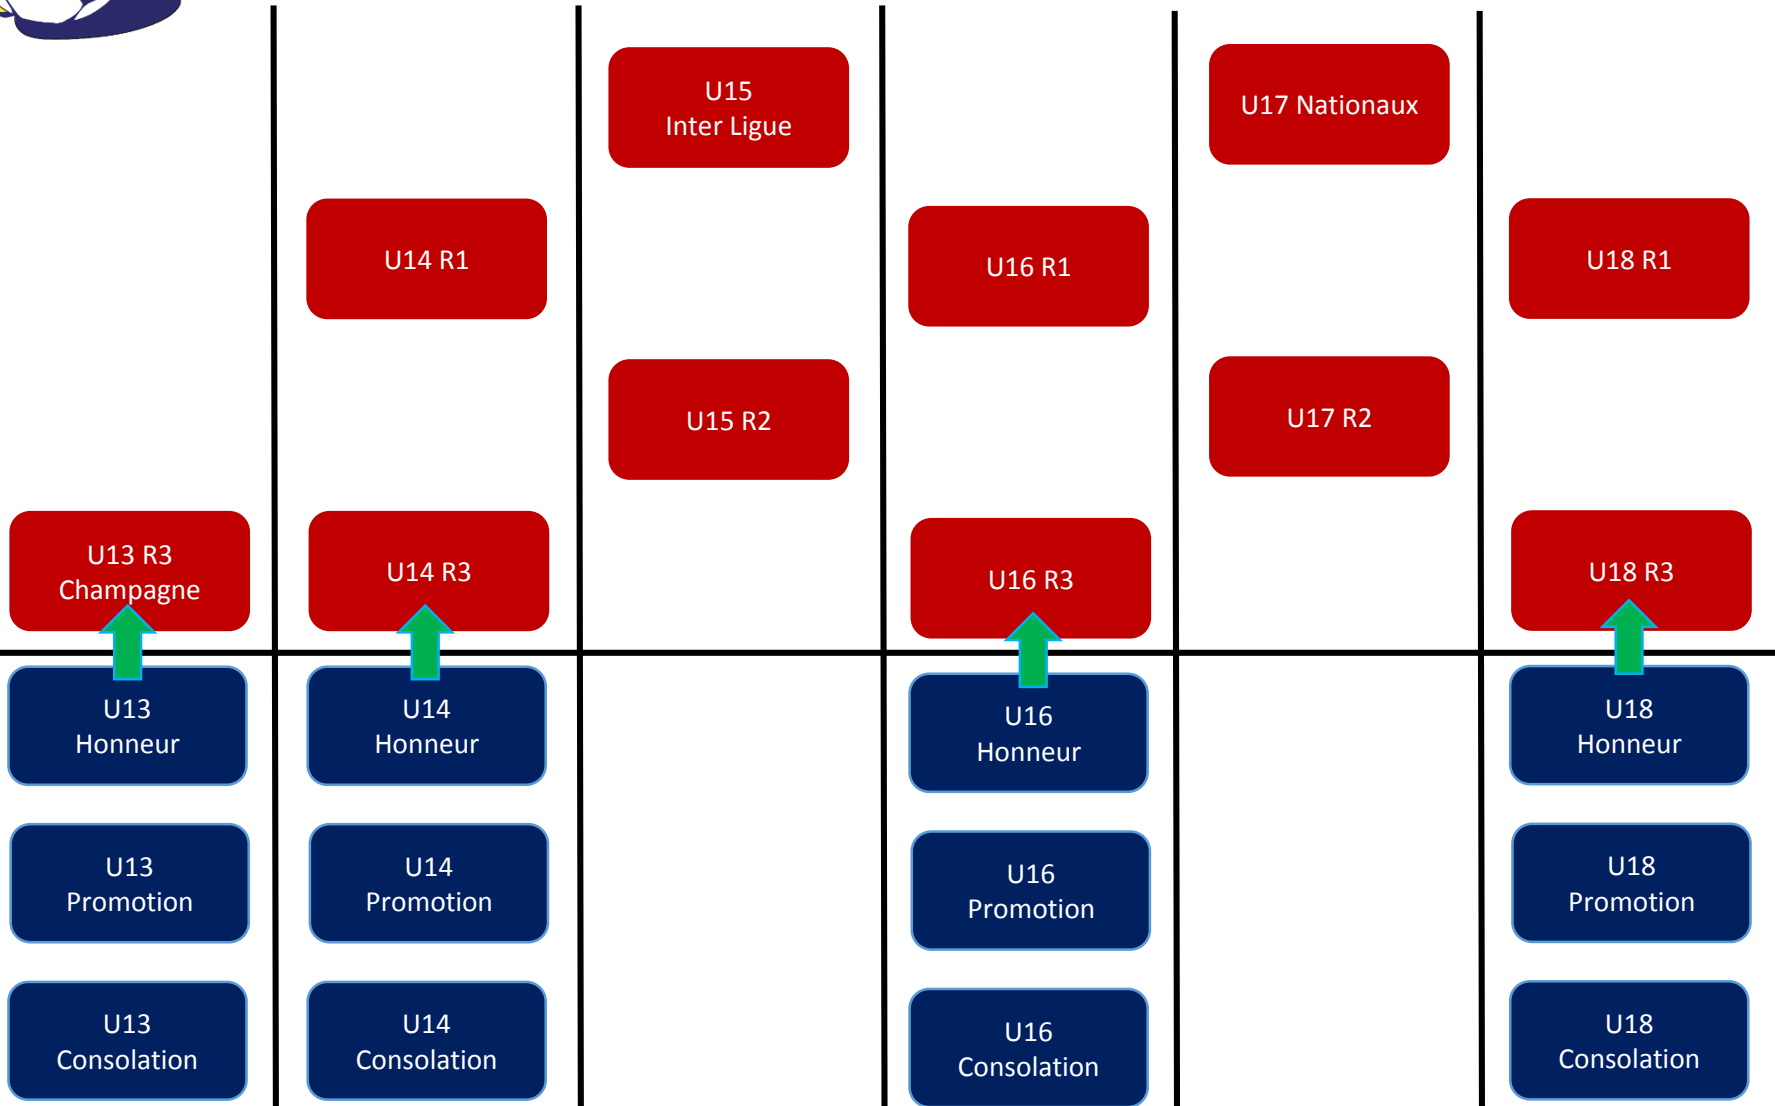 U15
Inter Ligue
U17 Nationaux
U14 R1
U16 R1
U18 R1
U15 R2
U17 R2
U13 R3
Champagne
U14 R3
U16 R3
U18 R3
U13
Honneur
U14
Honneur
U16
Honneur
U18
Honneur
U13
Promotion
U14
Promotion
U16
Promotion
U18
Promotion
U13
Consolation
U14
Consolation
U16
Consolation
U18
Consolation